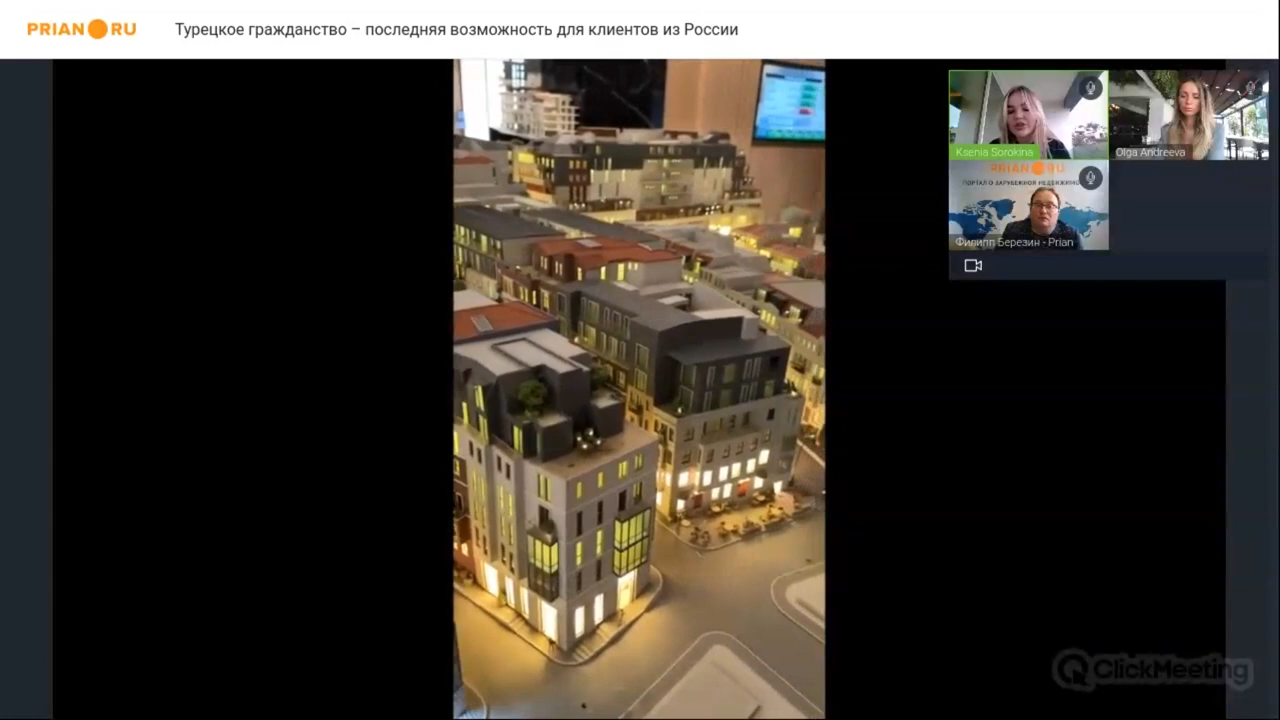 PRIAN RU
Турецкое гражданство – последняя возможность для клиентов из России
Ksenia Sorokina
Olga Andreeva
PRIAN RU
ПОРТАЛ О ЗАРУБЕЖНОЙ НЕДВИЖИМО
Филипп Березин - Prian
ClickMeeting